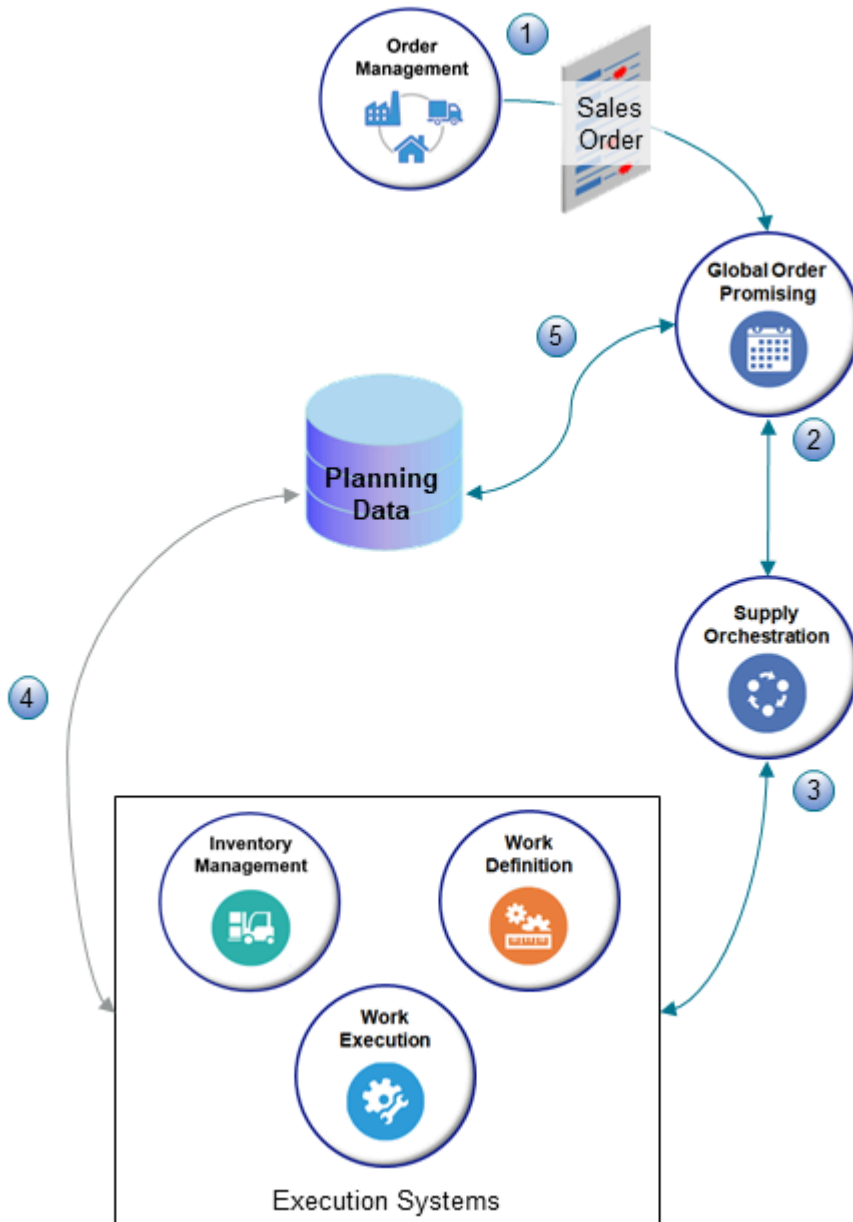 1
Order
Management
Sales
Order
Global Order
Promising
5
2
Planning
Data
Supply
Orchestration
4
3
Inventory
Management
Work
Definition
Work
Execution
Execution Systems